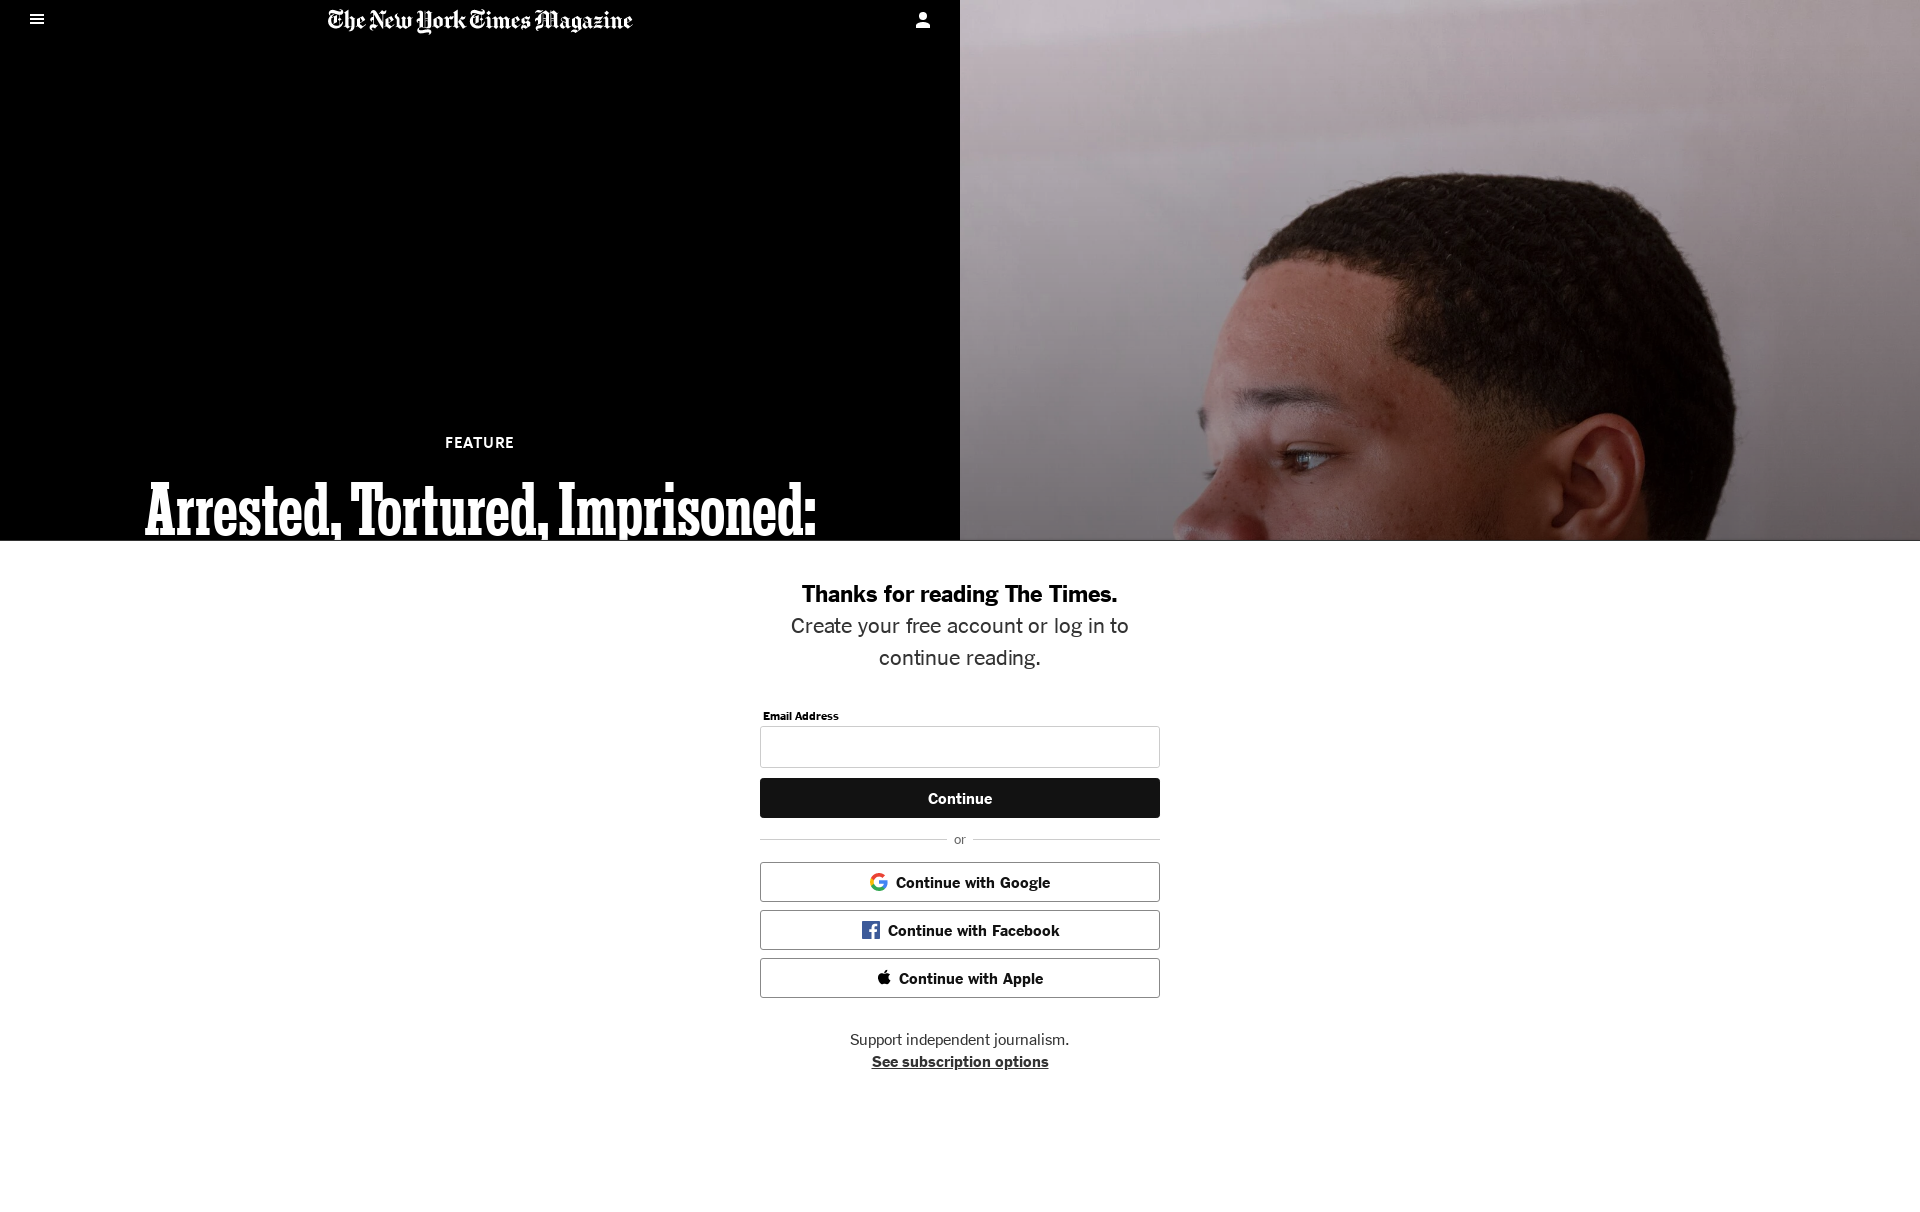 The New York Times Magazine
FEATURE
Arrested, Tortured, Imprisoned:
Thanks for reading The Times.
Create your free account or log in to
continue reading.
Email Address
Continue
or
Continue with Google
Continue with Facebook
Continue with Apple
Support independent journalism.
See subscription options